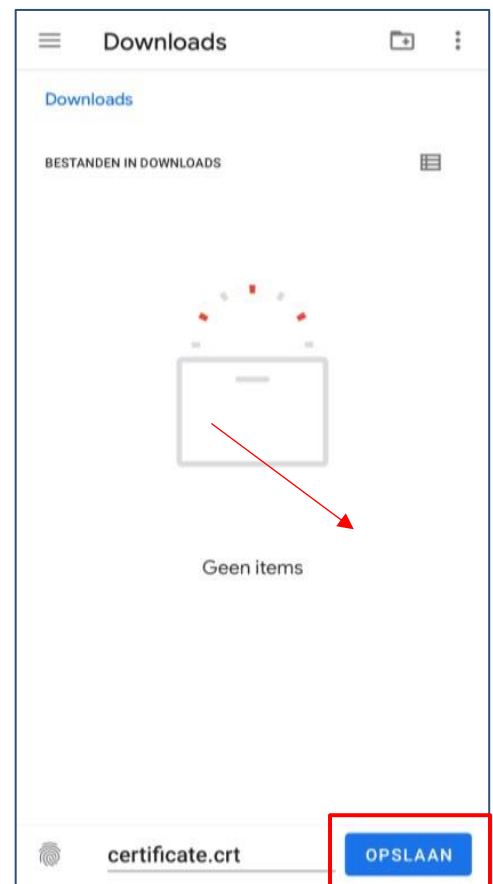 Downloads
Downloads
BESTANDEN IN DOWNLOADS
Geen items
certificate.crt
OPSLAAN